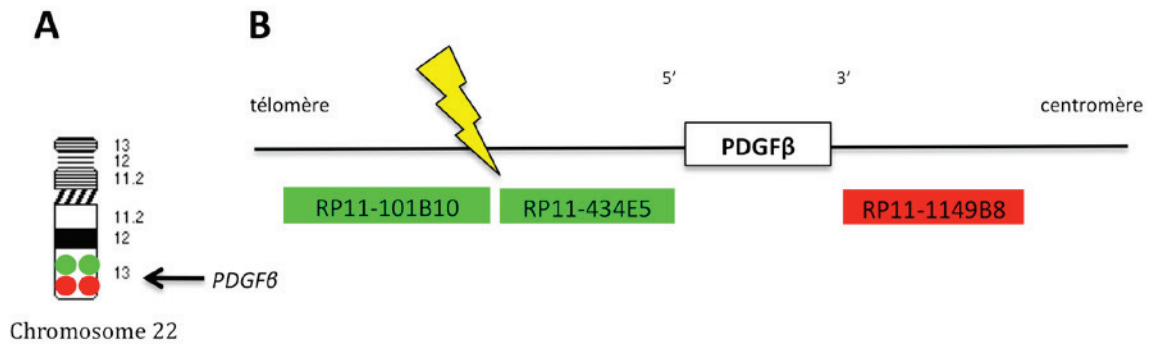 A
B
5′
3′
télomère
centromère
PDGFβ
RP11-101B10
RP11-434E5
RP11-1149B8
13
12
11.2
11.2
12
13
PDGFβ
Chromosome 22